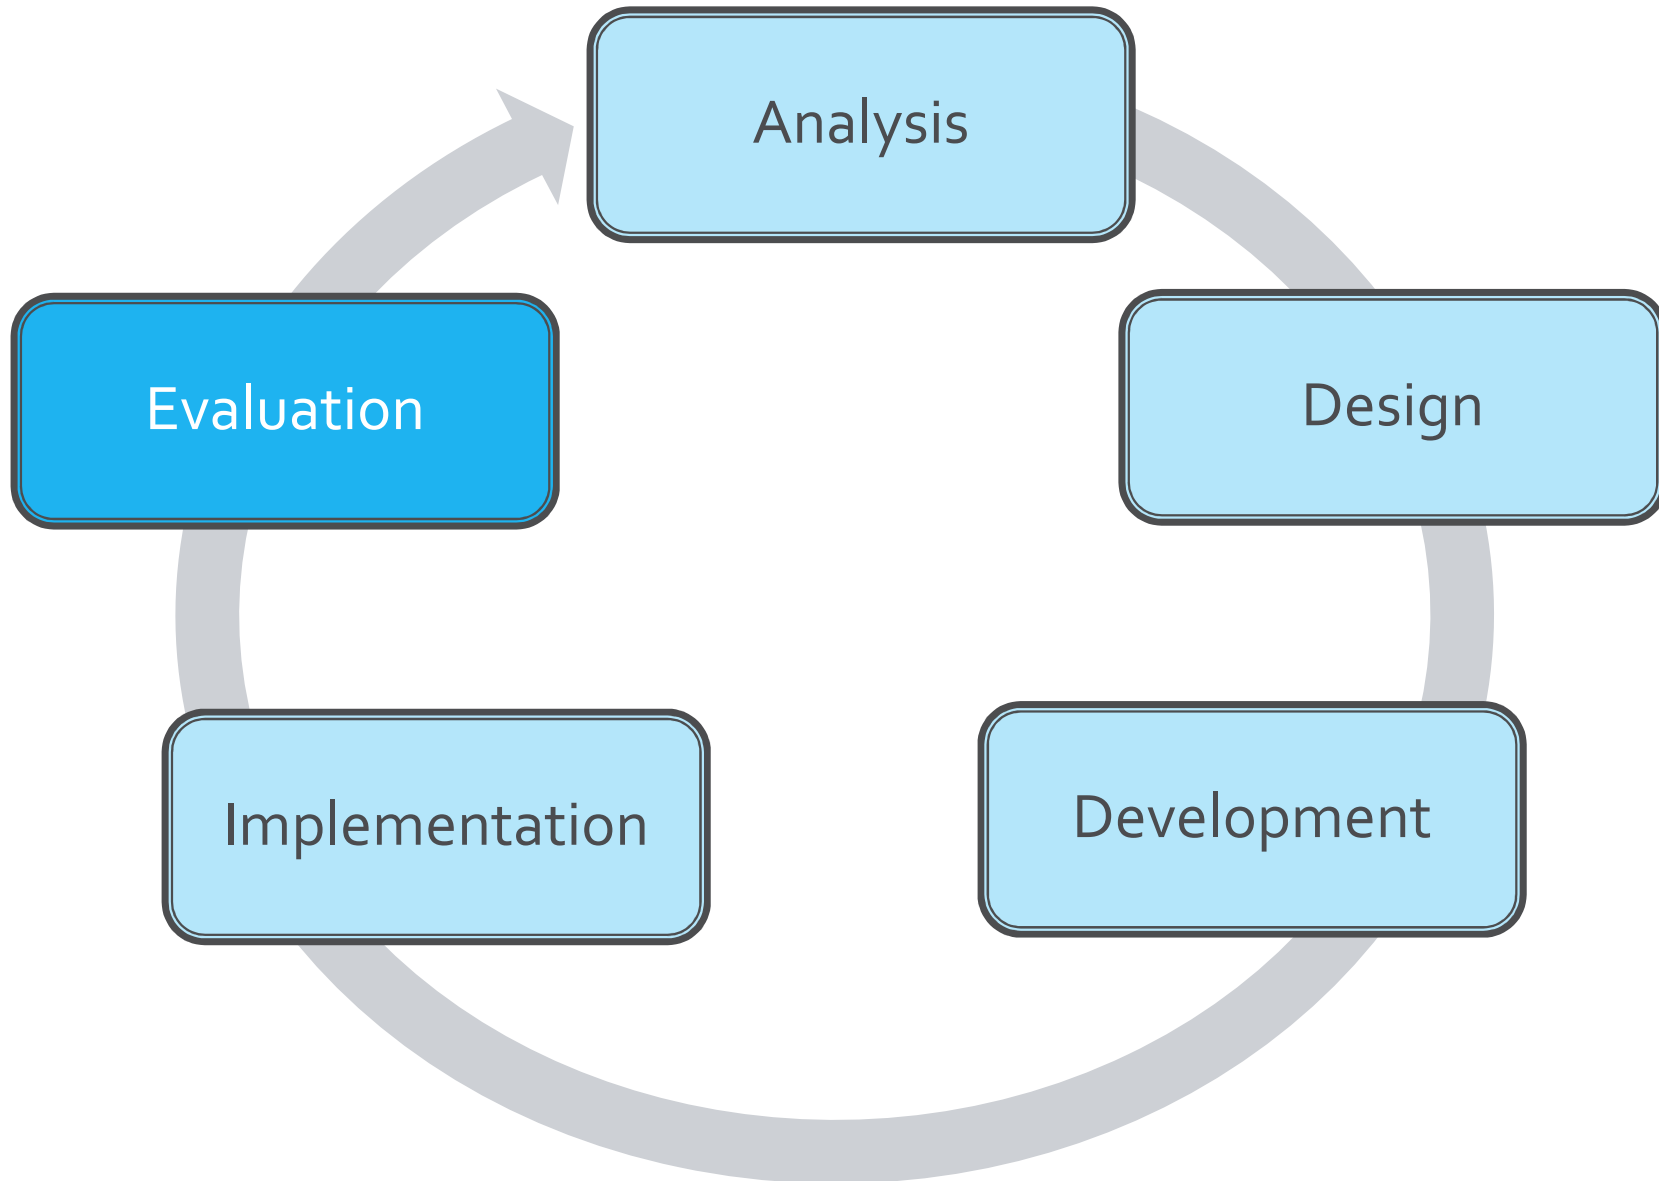 Analysis
Design
Development
Implementation
Evaluation